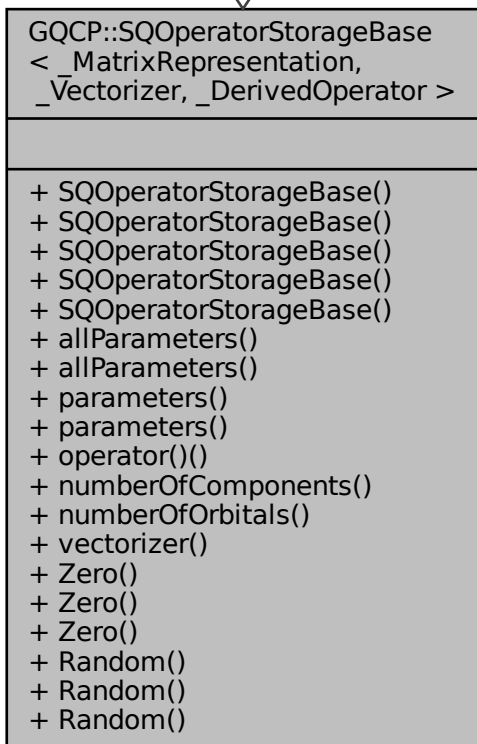 GQCP::SQOperatorStorageBase
< _MatrixRepresentation,
_Vectorizer, _DerivedOperator >
+ SQOperatorStorageBase()
+ SQOperatorStorageBase()
+ SQOperatorStorageBase()
+ SQOperatorStorageBase()
+ SQOperatorStorageBase()
+ allParameters()
+ allParameters()
+ parameters()
+ parameters()
+ operator()()
+ numberOfComponents()
+ numberOfOrbitals()
+ vectorizer()
+ Zero()
+ Zero()
+ Zero()
+ Random()
+ Random()
+ Random()